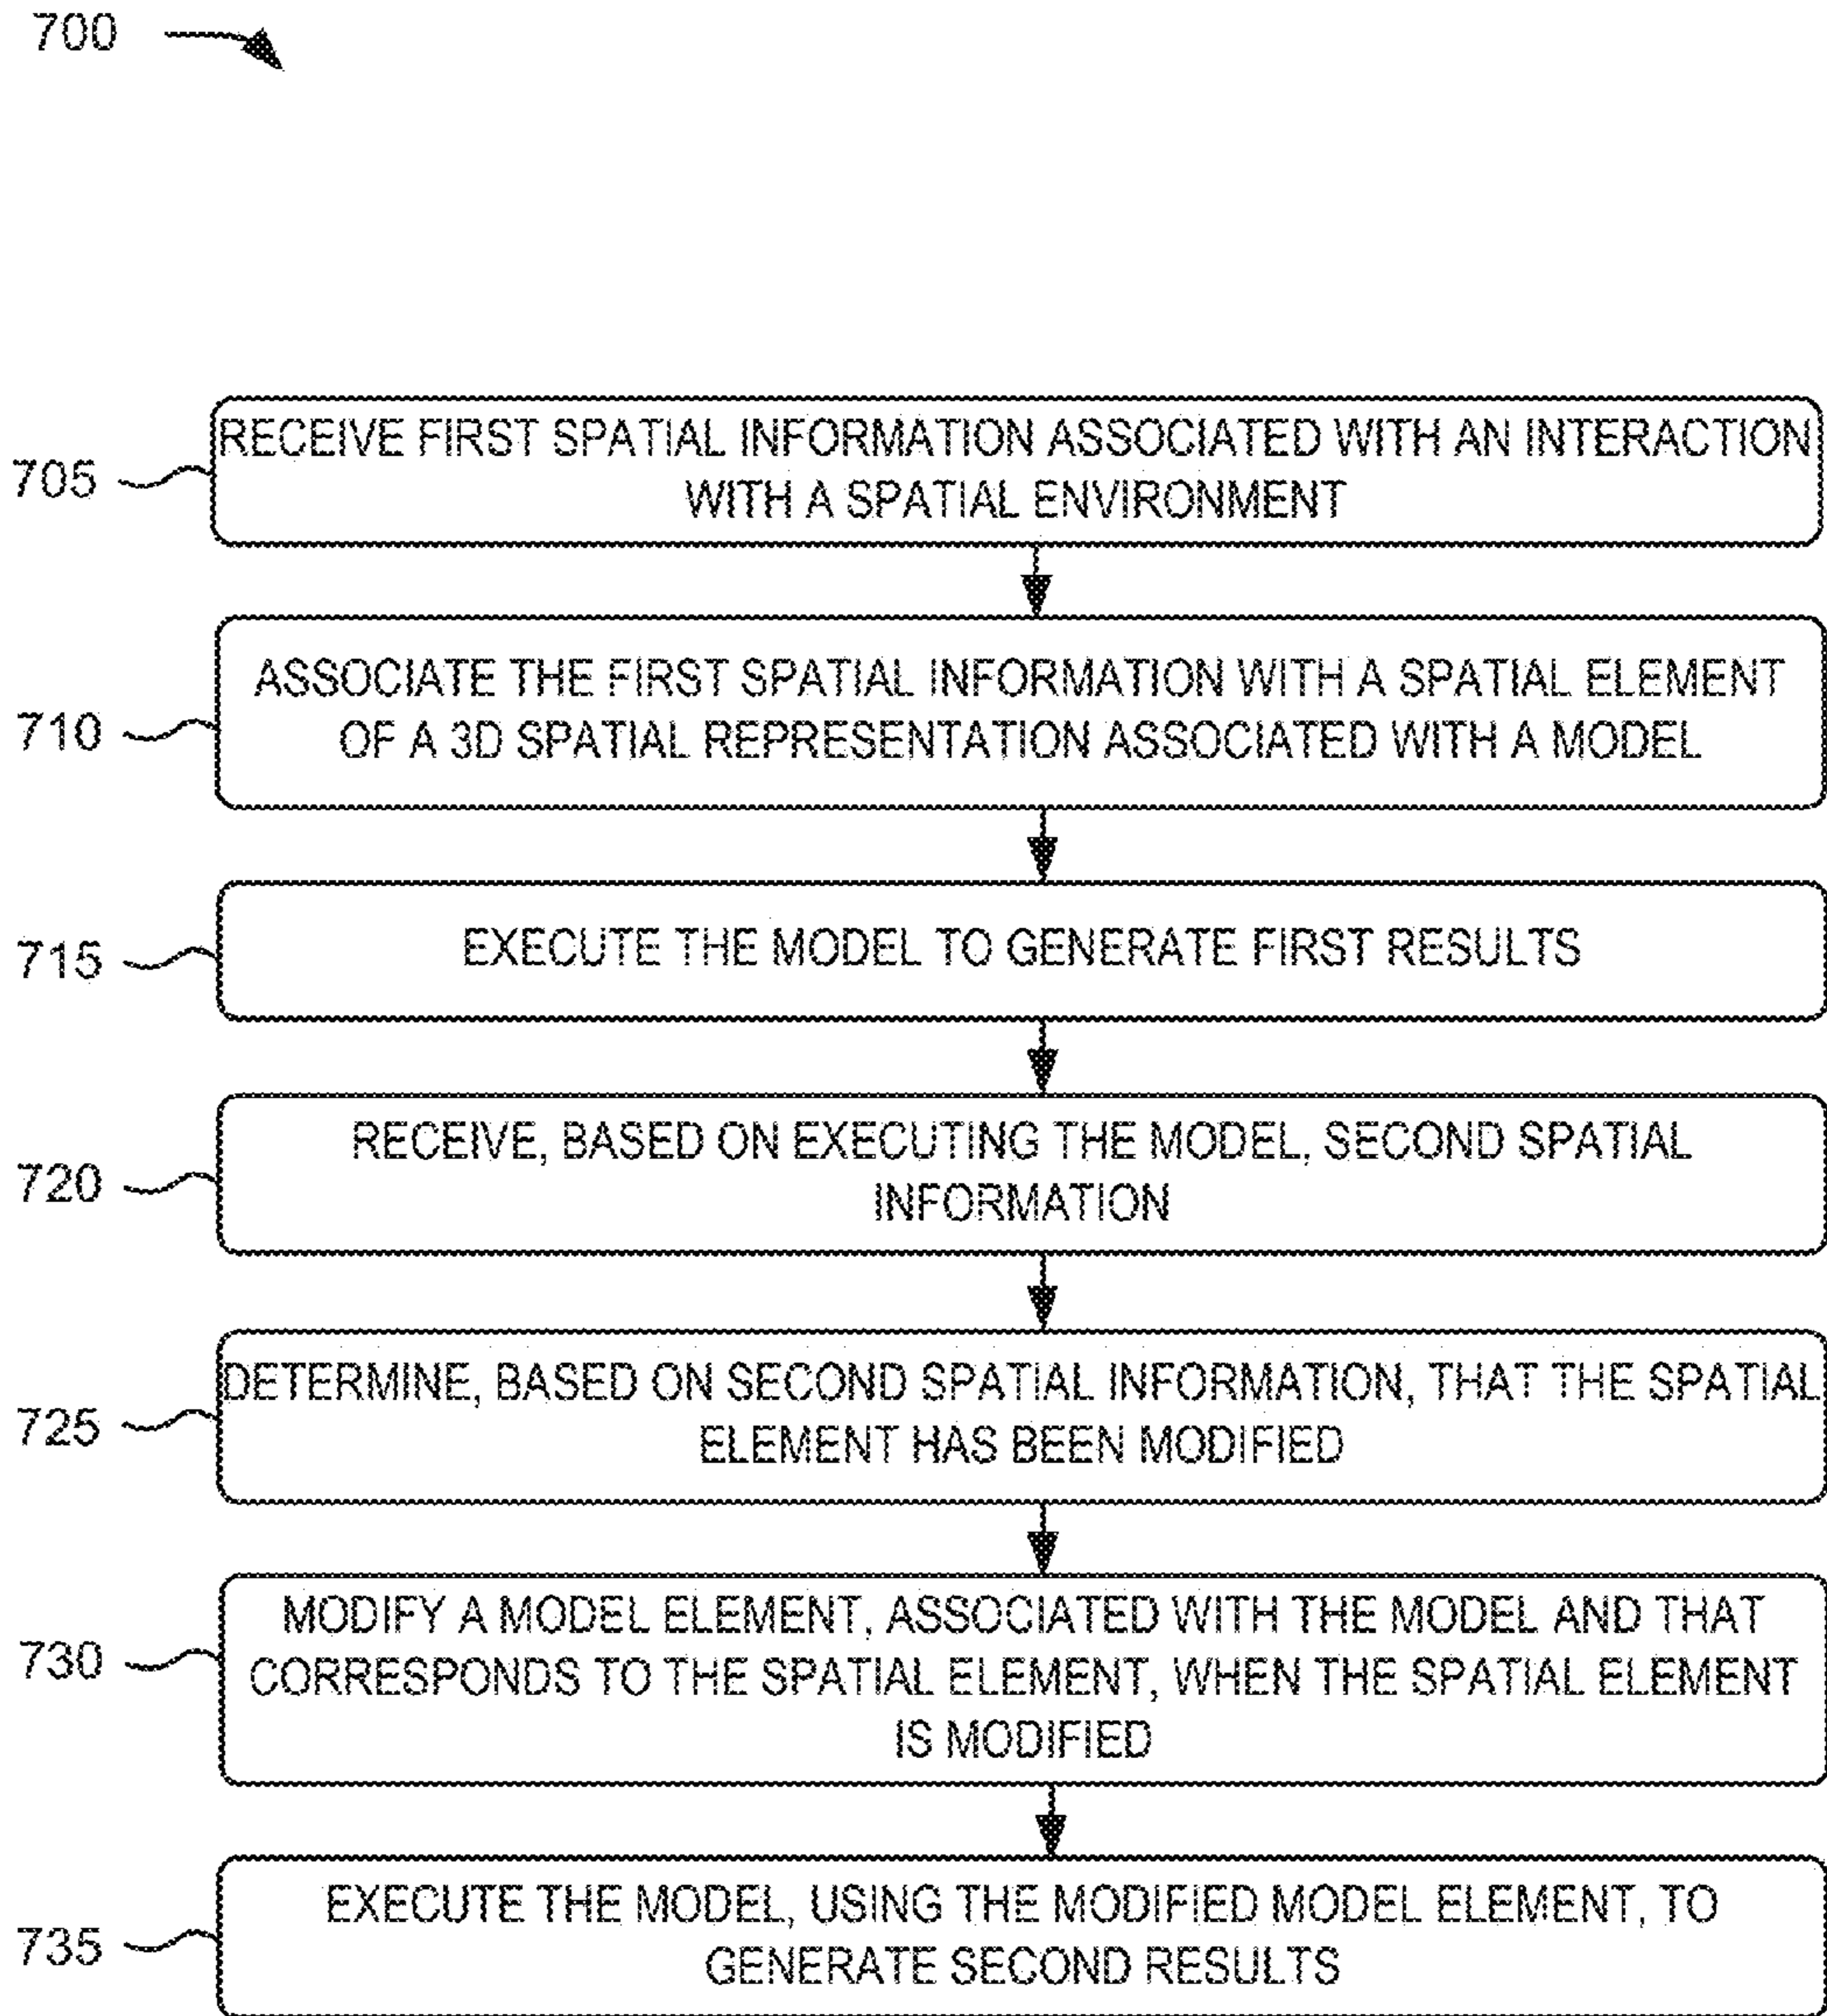 700
705
RECEIVE FIRST SPATIAL INFORMATION ASSOCIATED WITH AN INTERACTION
WITH A SPATIAL ENVIRONMENT
710
ASSOCIATE THE FIRST SPATIAL INFORMATION WITH A SPATIAL ELEMENT
OF A 3D SPATIAL REPRESENTATION ASSOCIATED WITH A MODEL
715
EXECUTE THE MODEL TO GENERATE FIRST RESULTS
720
RECEIVE, BASED ON EXECUTING THE MODEL, SECOND SPATIAL
INFORMATION
725
DETERMINE, BASED ON SECOND SPATIAL INFORMATION, THAT THE SPATIAL
ELEMENT HAS BEEN MODIFIED
730
MODIFY A MODEL ELEMENT, ASSOCIATED WITH THE MODEL AND THAT
CORRESPONDS TO THE SPATIAL ELEMENT, WHEN THE SPATIAL ELEMENT
IS MODIFIED
735
EXECUTE THE MODEL, USING THE MODIFIED MODEL ELEMENT, TO
GENERATE SECOND RESULTS